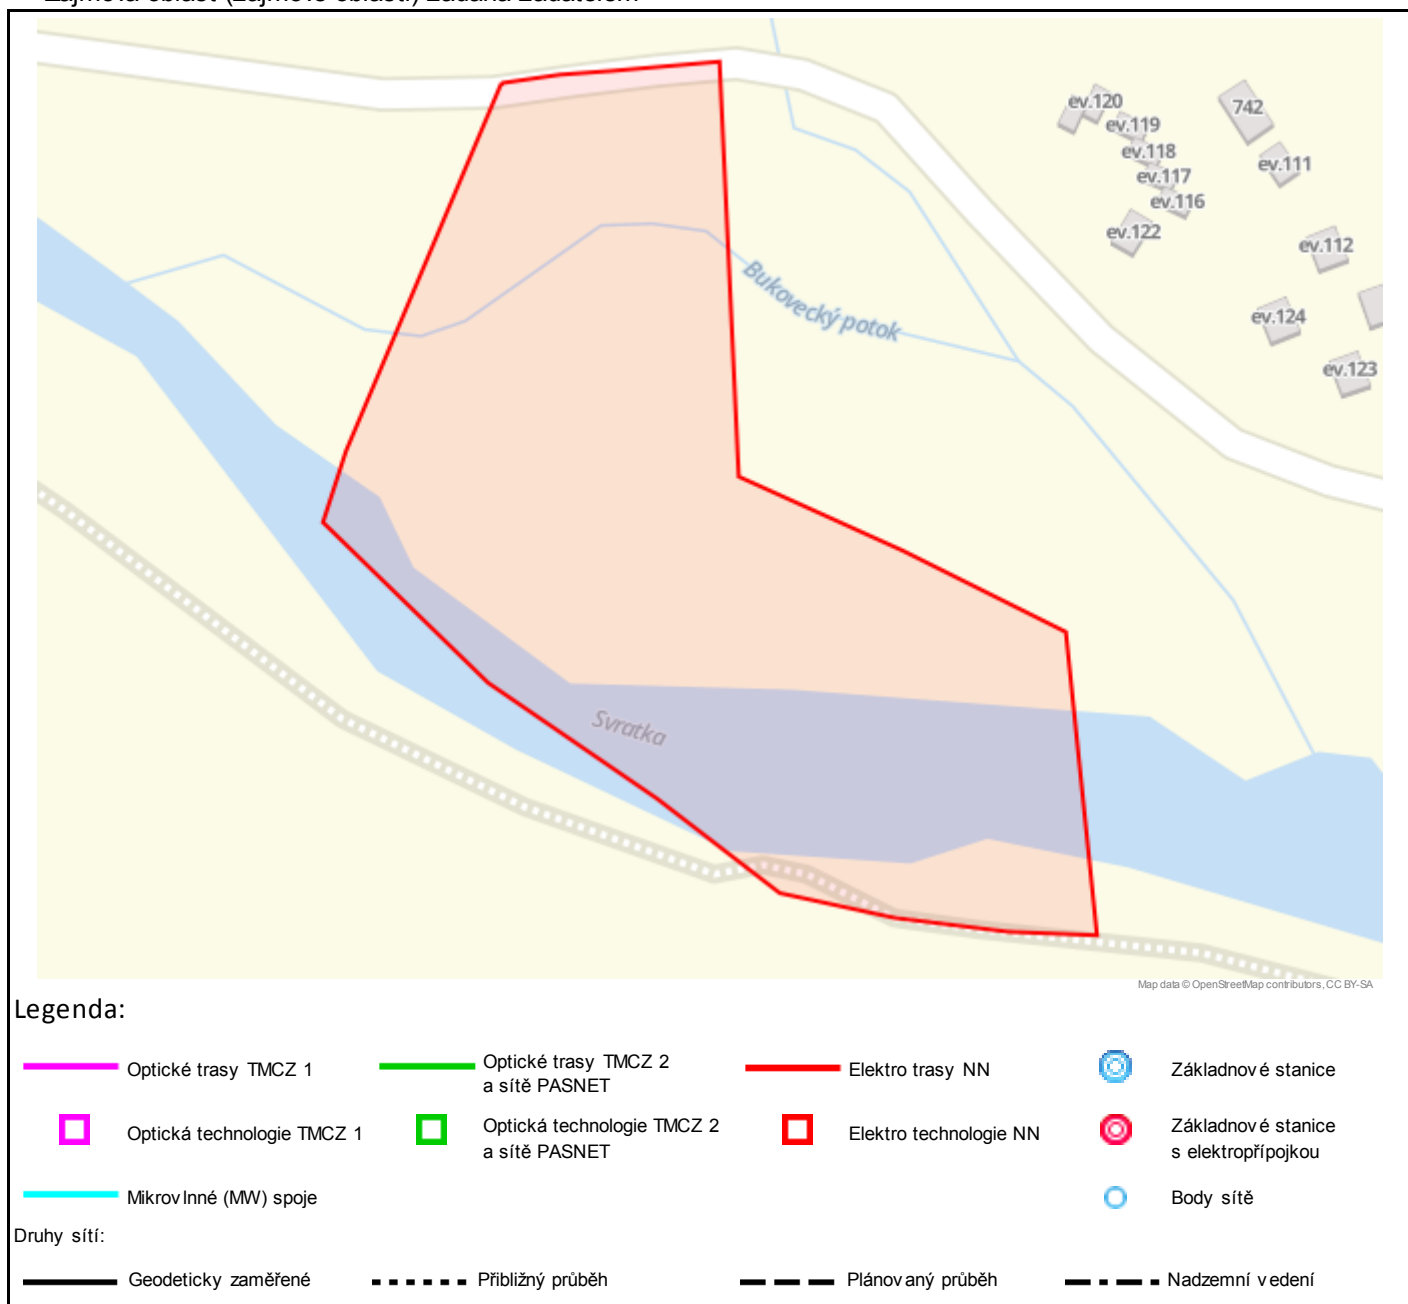 ev.120
742
ev.119
ev.118
ev.111
ev.117
ev.116
ev.122
ev.112
Bukovecký potok
ev.124
ev.123
Svratka
Map data © OpenStreetMap contributors, CC BY-SA
Legenda:
Optické trasy TMCZ 1
Optické trasy TMCZ 2
a sítě PASNET
Elektro trasy NN
Základnové stanice
Optická technologie TMCZ 1
Optická technologie TMCZ 2
a sítě PASNET
Elektro technologie NN
Základnové stanice
s elektropřípojkou
Mikrovlnné (MW) spoje
Body sítě
Druhy sítí:
Geodeticky zaměřené
Přibližný průběh
Plánovaný průběh
Nadzemní vedení